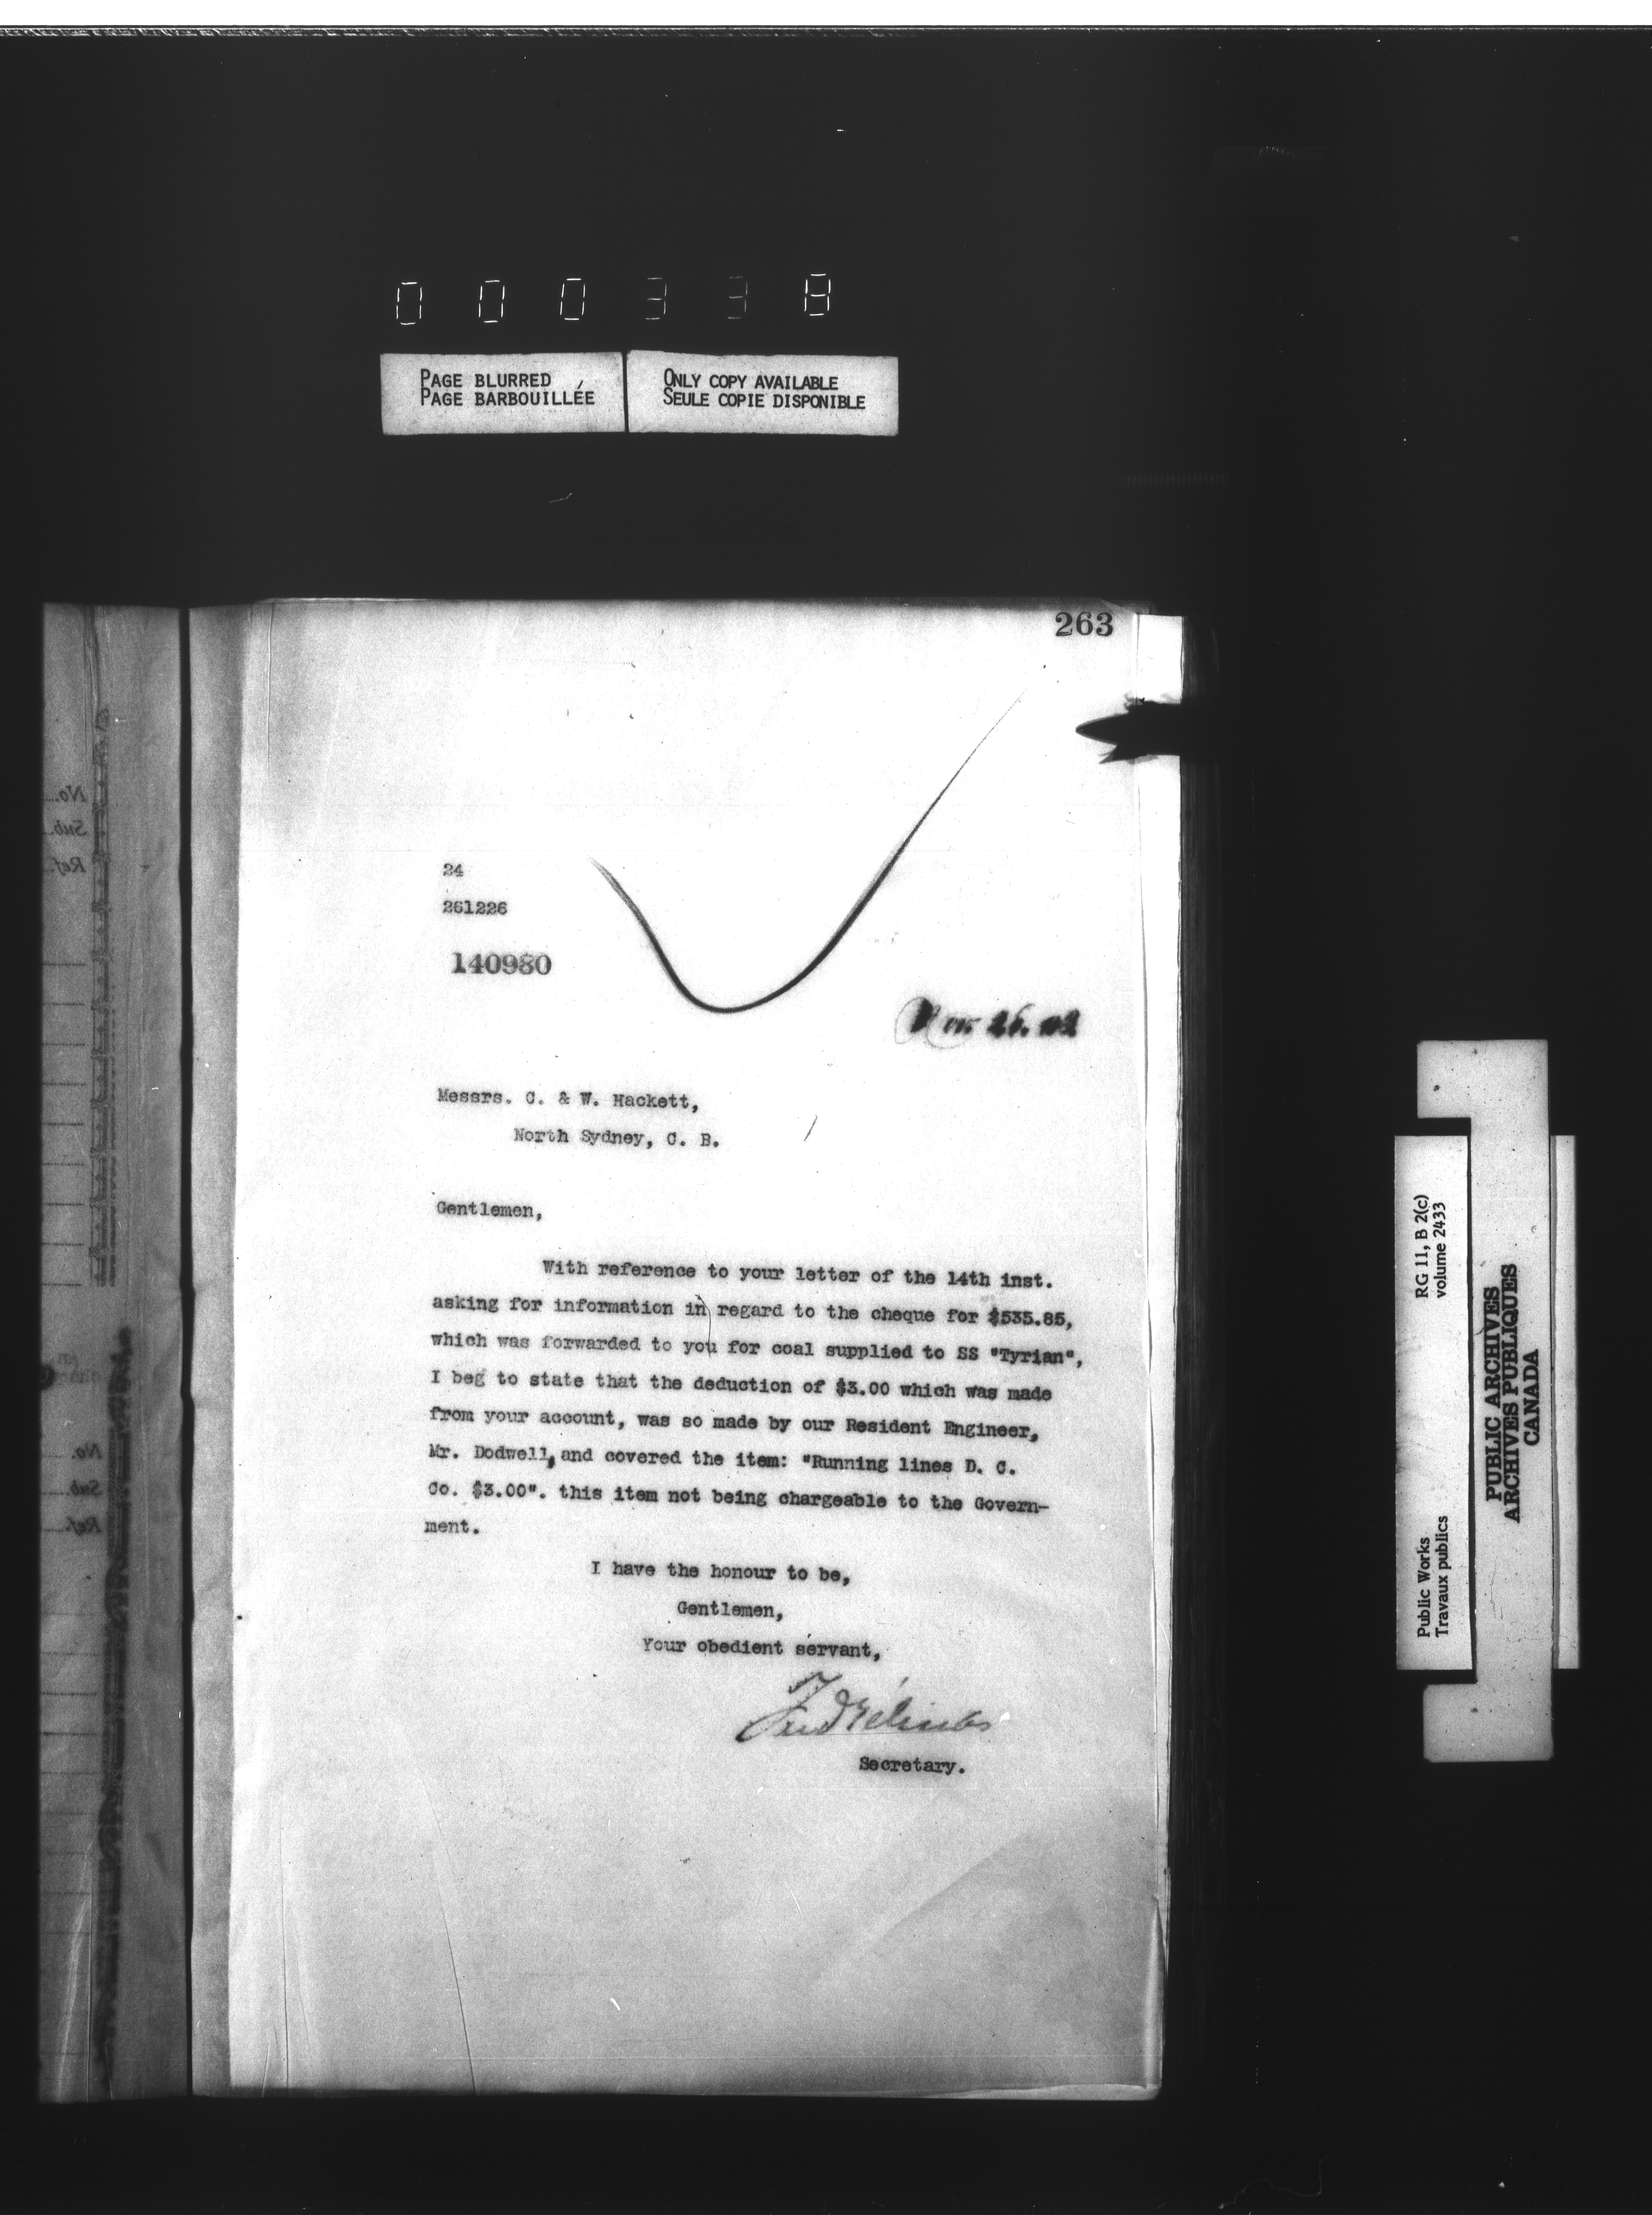 000338
PAGE BLURRED
PAGE BARBOUILLÉE
ONLY COPY AVAILABLE
SEULE COPIE DISPONIBLE
263
24
261226
140980
Nov 26. 02
Messrs. C. & W. Hackett,
North Sydney, C. B.
Gentlemen,
With reference to your letter of the 14th inst.
asking for information in regard to the cheque for $535.85,
which was forwarded to you for coal supplied to SS "Tyrian",
I beg to state that the deduction of $3.00 which was made
from your account, was so made by our Resident Engineer,
Mr. Dodwell, and covered the item: "Running lines D. C.
Co. $3.00". this item not being chargeable to the Govern-
ment.
I have the honour to be,
Gentlemen,
Your obedient servant,
Secretary.
No.
Sub.
Ref.
No.
Sub.
Ref.
RG 11, B 2(c)
volume 2433
Public Works
Travaux publics
PUBLIC ARCHIVES
ARCHIVES PUBLIQUES
CANADA